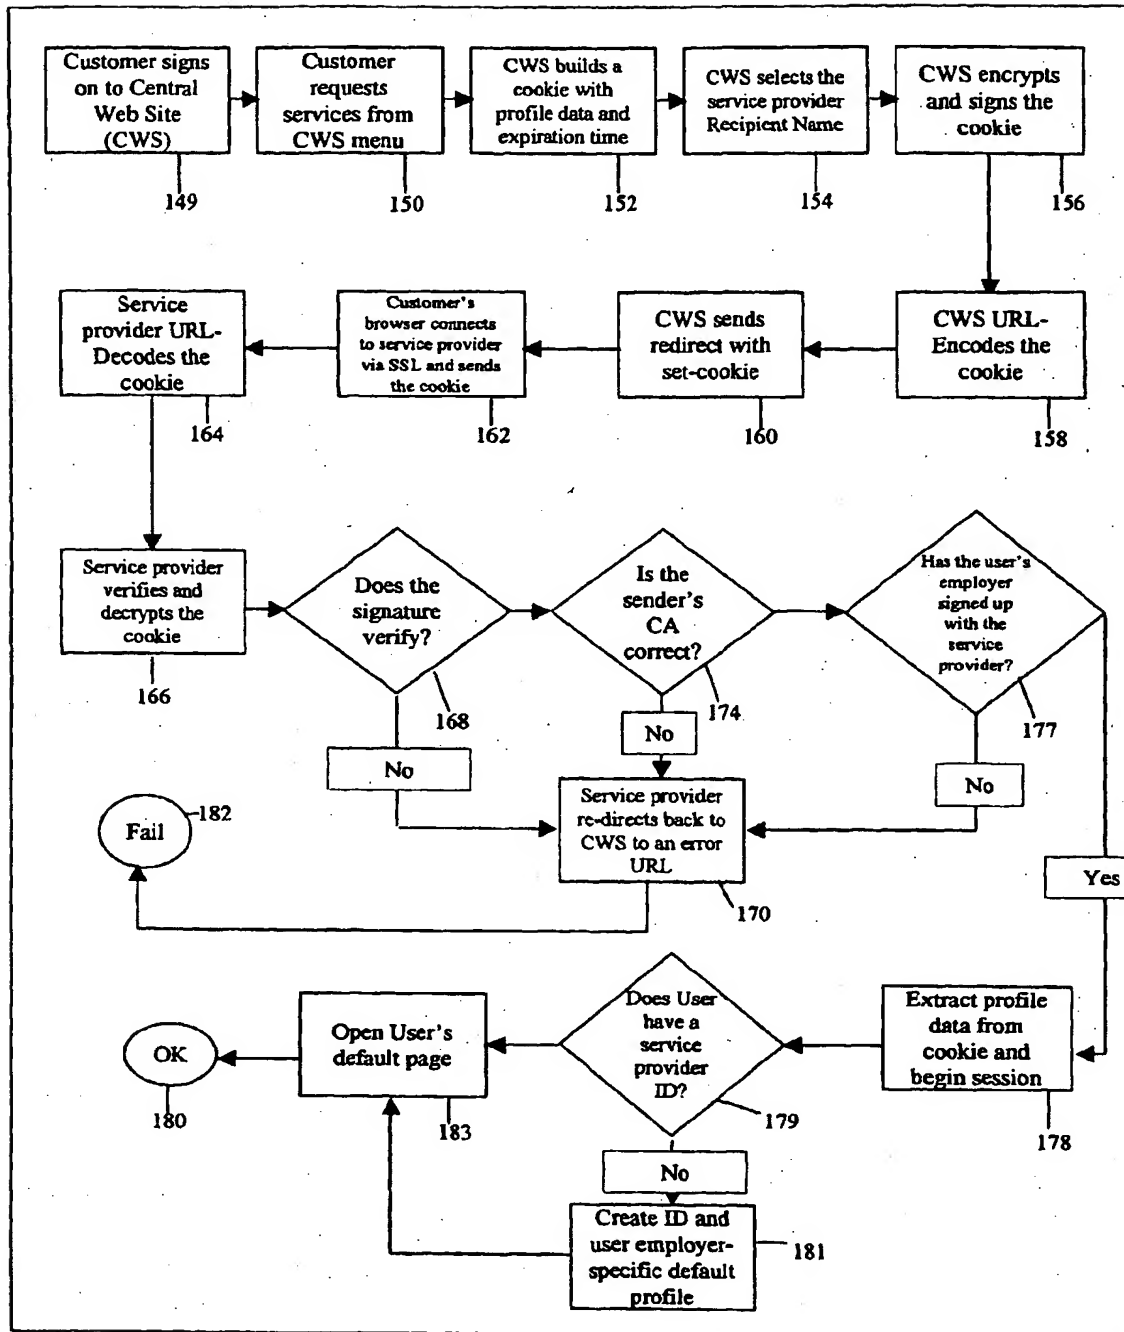 Customer signs
on to Central
Web Site
(CWS)
149
Customer
requests
services from
CWS menu
150
CWS builds a
cookie with
profile data and
expiration time
152
CWS selects the
service provider
Recipient Name
154
CWS encrypts
and signs the
cookie
156
Service
provider URL-
Decodes the
cookie
164
Customer's
browser connects
to service provider
via SSL and sends
the cookie
162
CWS sends
redirect with
set-cookie
160
CWS URL-
Encodes the
cookie
158
Service provider
verifies and
decrypts the
cookie
166
Does the
signature
verify?
168
No
Is the
sender's
CA
correct?
174
No
Has the user's
employer
signed up
with the
service
provider?
177
No
Yes
Fail
182
Service provider
re-directs back to
CWS to an error
URL
170
OK
180
Open User's
default page
183
Does User
have a
service
provider
ID?
179
No
Extract profile
data from
cookie and
begin session
178
Create ID and
user employer-
specific default
profile
181